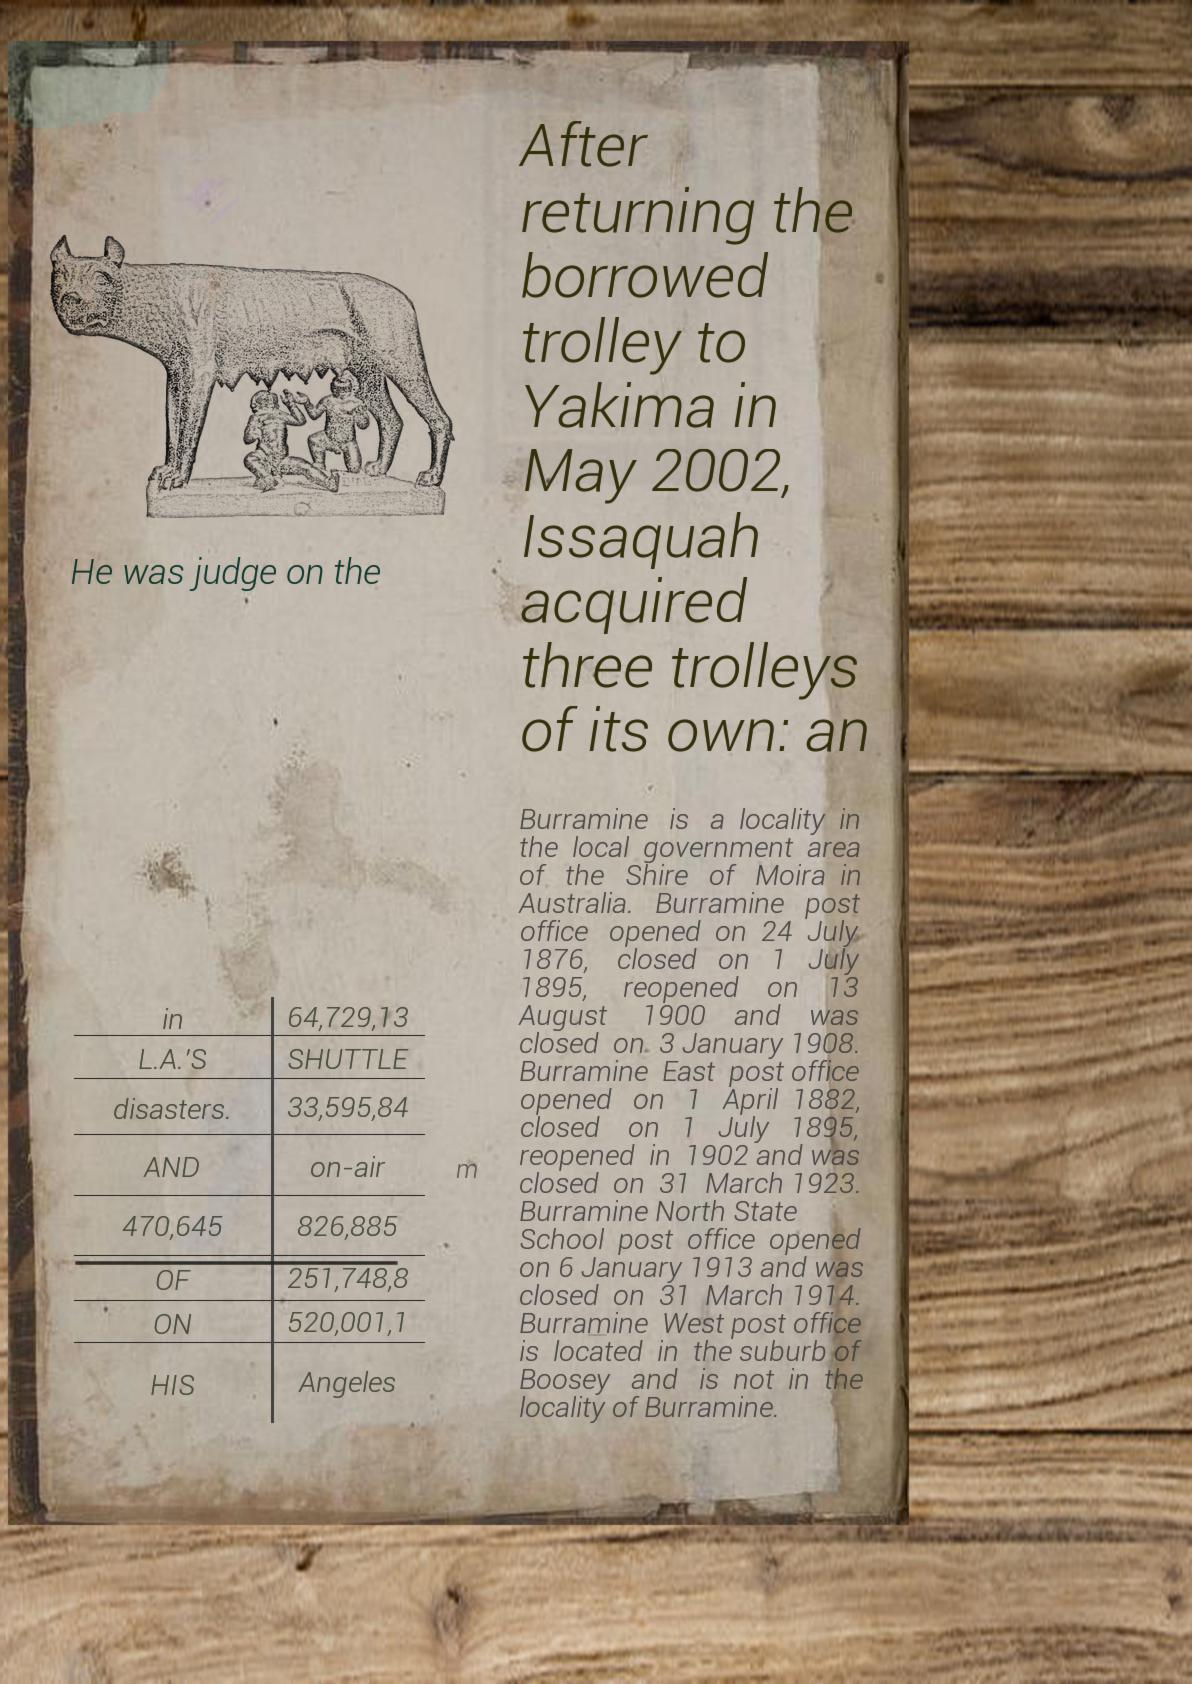 After
returning the
borrowed
trolley to
Yakima in
May 2002,
Issaquah
acquired
three trolleys
of its own: an
He was judge on the
in 64,729,13
L.A.'S SHUTTLE
disasters. 33,595,84
AND on-air
470,645 826,885
OF 251,748,8
ON 520,001,1
HIS Angeles
m
Burramine is a locality in
the local government area
of the Shire of Moira in
Australia. Burramine post
office opened on 24 July
1876, closed on 1 July
1895, reopened on 13
August 1900 and was
closed on 3 January 1908.
Burramine East post office
opened on 1 April 1882,
closed on 1 July 1895,
reopened in 1902 and was
closed on 31 March 1923.
Burramine North State
School post office opened
on 6 January 1913 and was
closed on 31 March 1914.
Burramine West post office
is located in the suburb of
Boosey and is not in the
locality of Burramine.